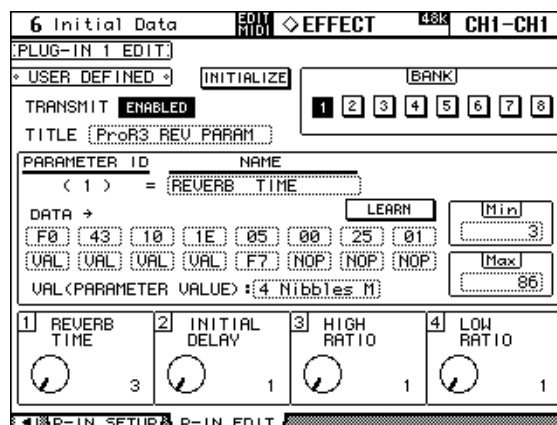 6 Initial Data EDIT MIDI ◇EFFECT 48K CH1-CH1
PLUG-IN 1 EDIT
USER DEFINED INITIALIZE BANK
TRANSMIT ENABLED 1 2 3 4 5 6 7 8
TITLE ProR3 REV PARAM
PARAMETER ID NAME
( 1 ) = REVERB TIME
DATA → LEARN Min
F0 43 10 1E 05 00 25 01 3
VAL VAL VAL VAL F7 NOP NOP NOP Max
VAL(PARAMETER VALUE): 4 Nibbles M 86
1 REVERB TIME 2 INITIAL DELAY 3 HIGH RATIO 4 LOW RATIO
3 1 1 1
P-IN SETUP P-IN EDIT